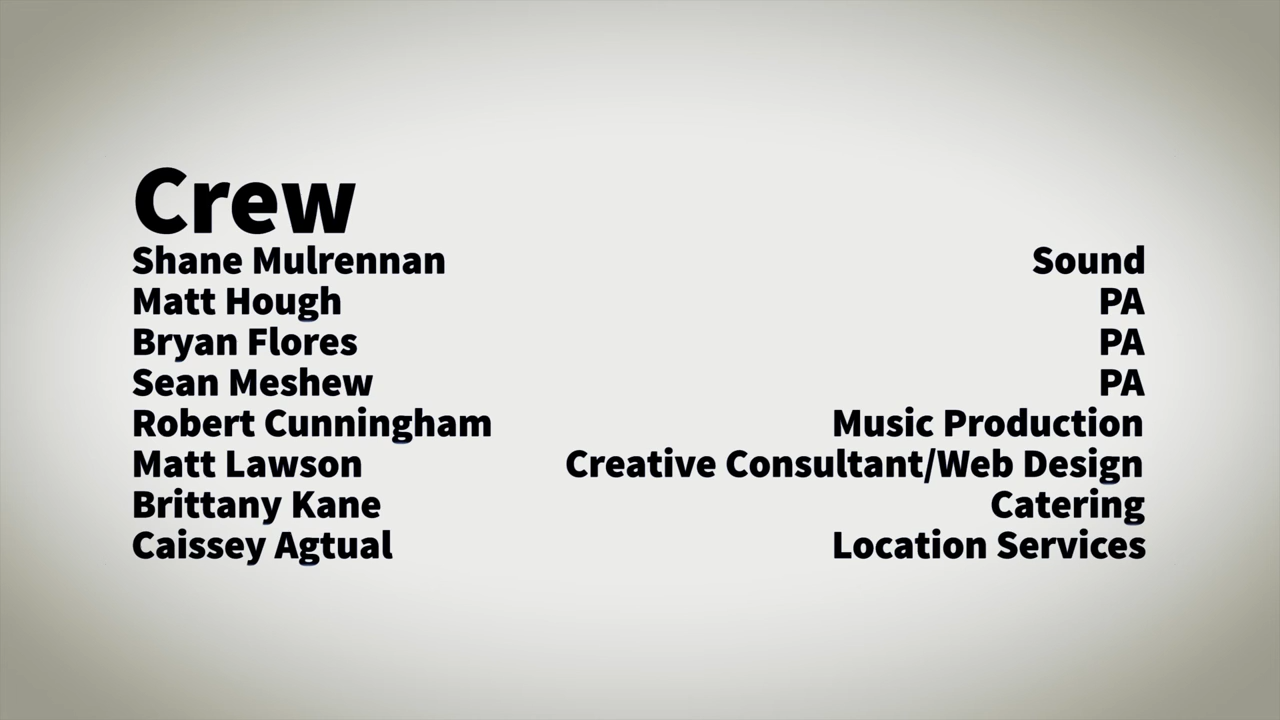 Crew
Shane Mulrennan Sound
Matt Hough PA
Bryan Flores PA
Sean Meshew PA
Robert Cunningham Music Production
Matt Lawson Creative Consultant/Web Design
Brittany Kane Catering
Caissey Agtual Location Services